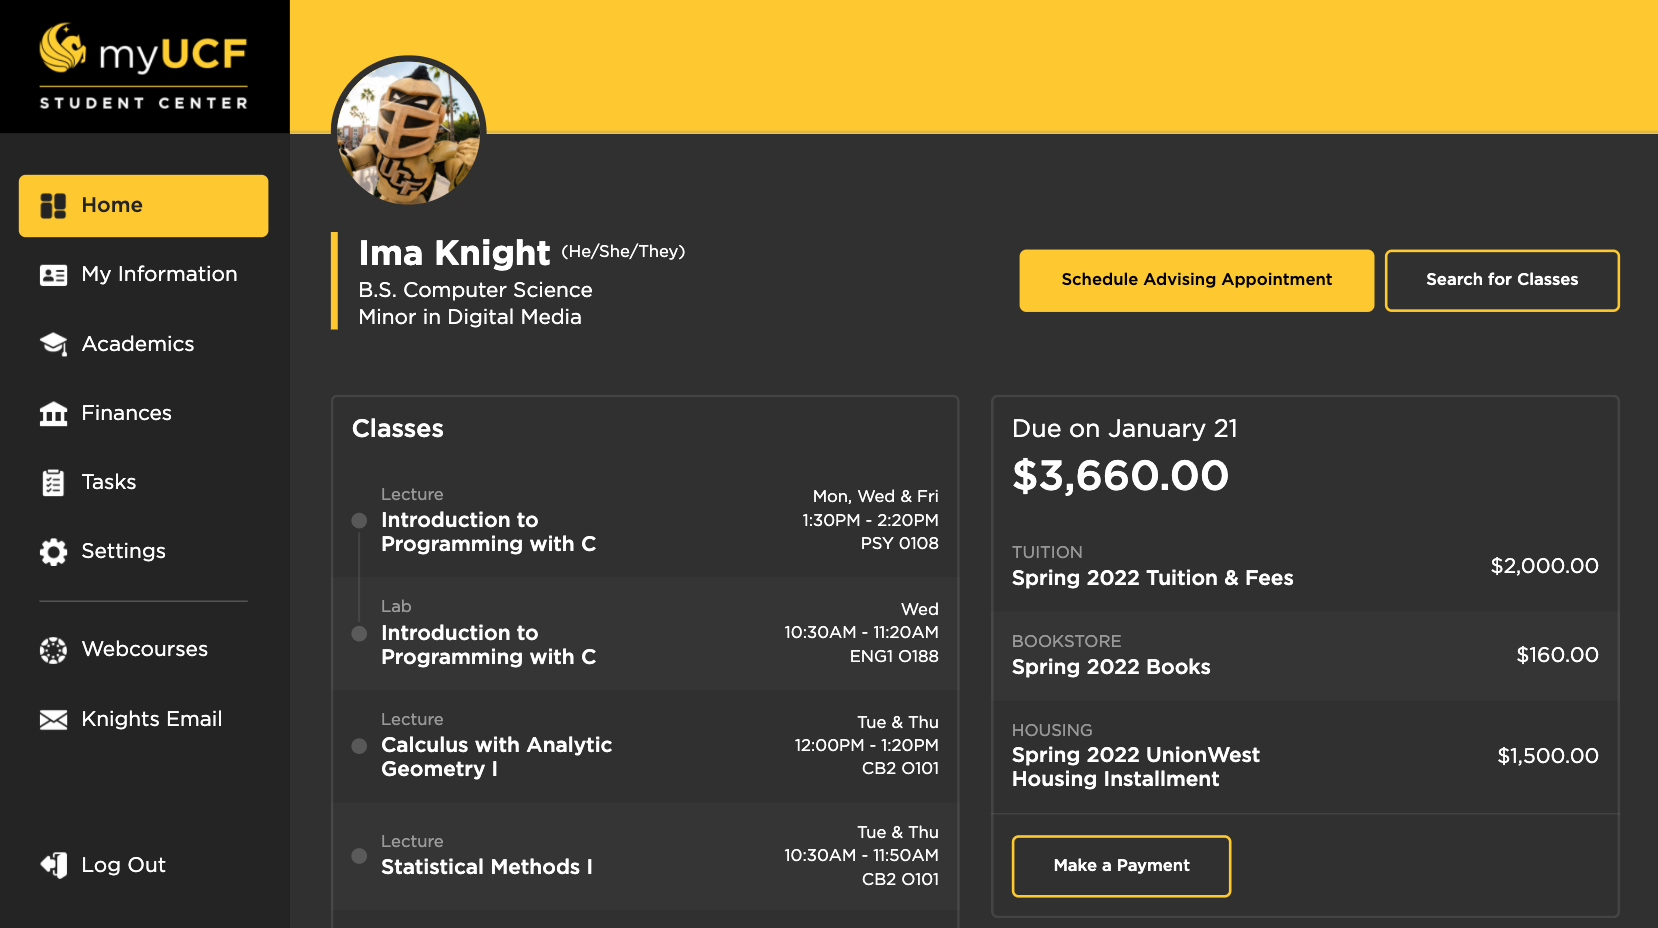 myUCF
STUDENT CENTER
Home
My Information
Academics
Finances
Tasks
Settings
Webcourses
Knights Email
Log Out
UCF
Ima Knight (He/She/They)
B.S. Computer Science
Minor in Digital Media
Schedule Advising Appointment
Search for Classes
Classes
Lecture
Introduction to
Programming with C
Mon, Wed & Fri
1:30PM - 2:20PM
PSY 0108
Lab
Introduction to
Programming with C
Wed
10:30AM - 11:20AM
ENG1 O188
Lecture
Calculus with Analytic
Geometry I
Tue & Thu
12:00PM - 1:20PM
CB2 O101
Lecture
Statistical Methods I
Tue & Thu
10:30AM - 11:50AM
CB2 O101
Due on January 21
$3,660.00
TUITION
Spring 2022 Tuition & Fees
$2,000.00
BOOKSTORE
Spring 2022 Books
$160.00
HOUSING
Spring 2022 UnionWest
Housing Installment
$1,500.00
Make a Payment